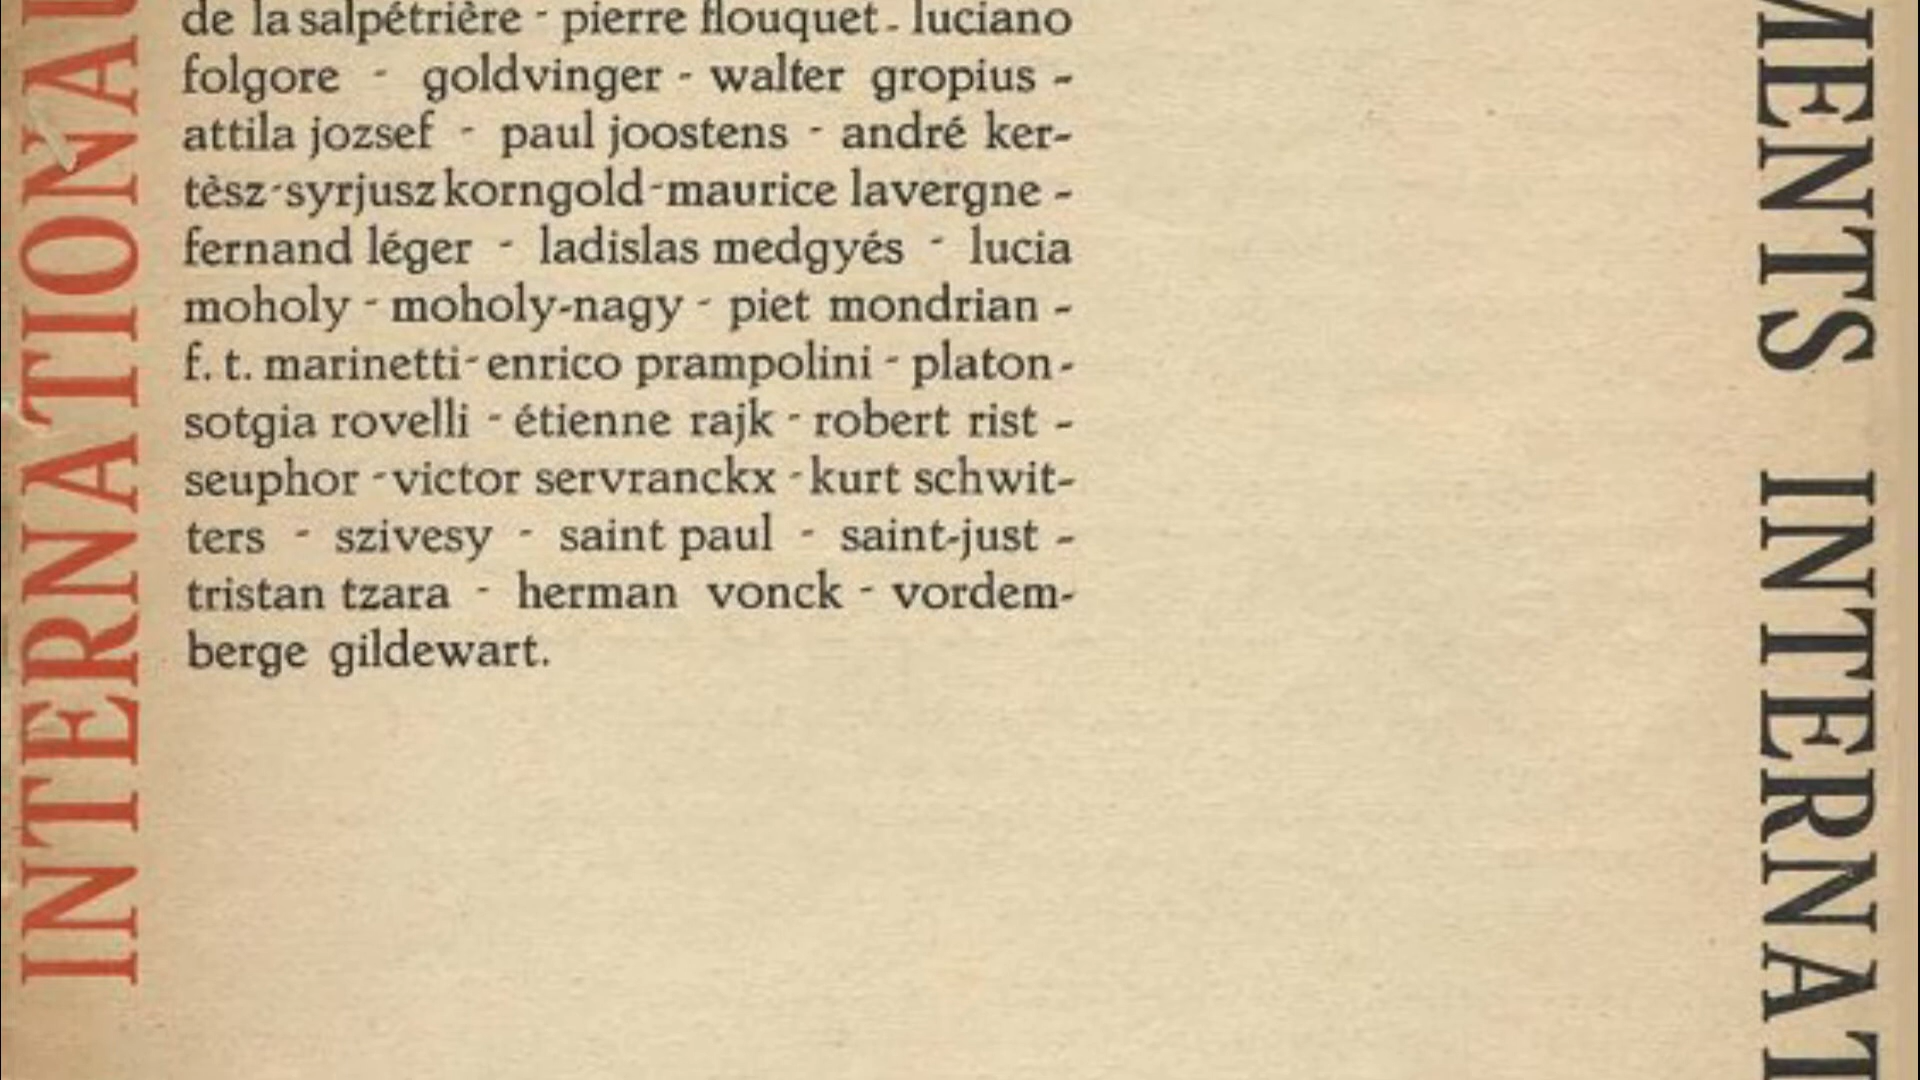 INTERNATIONAU
de la salpétrière - pierre flouquet - luciano
folgore - goldvinger - walter gropius -
attila jozsef - paul joostens - andré ker-
tèsz - syrjusz korngold - maurice lavergne -
fernand léger - ladislas medgyés - lucia
moholy - moholy-nagy - piet mondrian -
f. t. marinetti - enrico prampolini - platon -
sotgia rovelli - étienne rajk - robert rist -
seuphor - victor servranckx - kurt schwit-
ters - szivesy - saint paul - saint-just -
tristan tzara - herman vonck - vordem-
berge gildewart.
MENTS INTERNAT